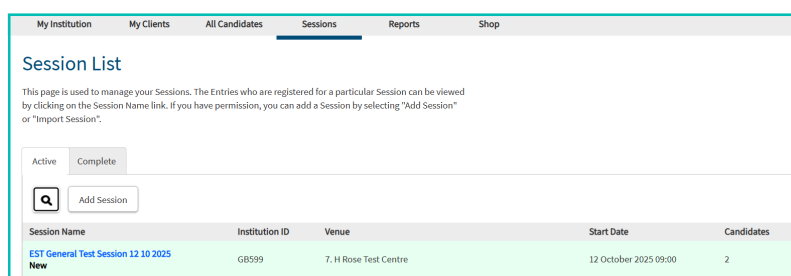 My Institution My Clients All Candidates Sessions Reports Shop
Session List
This page is used to manage your Sessions. The Entries who are registered for a particular Session can be viewed
by clicking on the Session Name link. If you have permission, you can add a Session by selecting "Add Session"
or "Import Session".
Active Complete
Add Session
Session Name Institution ID Venue Start Date Candidates
EST General Test Session 12 10 2025 GB599 7. H Rose Test Centre 12 October 2025 09:00 2
New